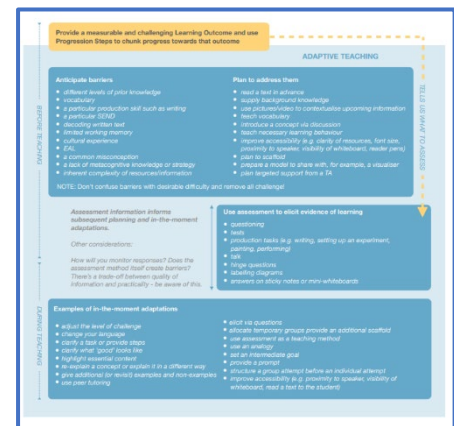 Provide a measurable and challenging Learning Outcome and use
Progression Steps to chunk progress towards that outcome
ADAPTIVE TEACHING
BEFORE TEACHING
Anticipate barriers
• different levels of prior knowledge
• vocabulary
• a particular production skill such as writing
• a particular SEND
• decoding written text
• limited working memory
• cultural experience
• EAL
• a common misconception
• a lack of metacognitive knowledge or strategy
• inherent complexity of resources/information
Plan to address them
• read a text in advance
• supply background knowledge
• use pictures/video to contextualise upcoming information
• teach vocabulary
• introduce a concept via discussion
• teach necessary learning behaviour
• improve accessibility (e.g. clarity of resources, font size,
proximity to speaker, visibility of whiteboard, reader pens)
• plan to scaffold
• prepare a model to share with, for example, a visualiser
• plan targeted support from a TA
NOTE: Don't confuse barriers with desirable difficulty and remove all challenge!
TELLS US WHAT TO ASSESS
Assessment information informs
subsequent planning and in-the-moment
adaptations.
Other considerations:
How will you monitor responses? Does the
assessment method itself create barriers?
There's a trade-off between quality of
information and practicality - be aware of this.
Use assessment to elicit evidence of learning
• questioning
• tests
• production tasks (e.g. writing, setting up an experiment,
painting, performing)
• talk
• hinge questions
• labelling diagrams
• answers on sticky notes or mini-whiteboards
DURING TEACHING
Examples of in-the-moment adaptations
• adjust the level of challenge
• change your language
• clarify a task or provide steps
• clarify what 'good' looks like
• highlight essential content
• re-explain a concept or explain it in a different way
• give additional (or revisit) examples and non-examples
• use peer tutoring
• elicit via questions
• allocate temporary groups provide an additional scaffold
• use assessment as a teaching method
• use an analogy
• set an intermediate goal
• provide a prompt
• structure a group attempt before an individual attempt
• improve accessibility (e.g. proximity to speaker, visibility of
whiteboard, read a text to the student)